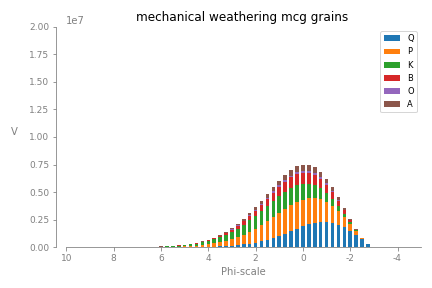 mechanical weathering mcg grains
1e7
2.00
1.75
1.50
1.25
1.00
0.75
0.50
0.25
0.00
V
10 8 6 4 2 0 -2 -4
Phi-scale
Q
P
K
B
O
A